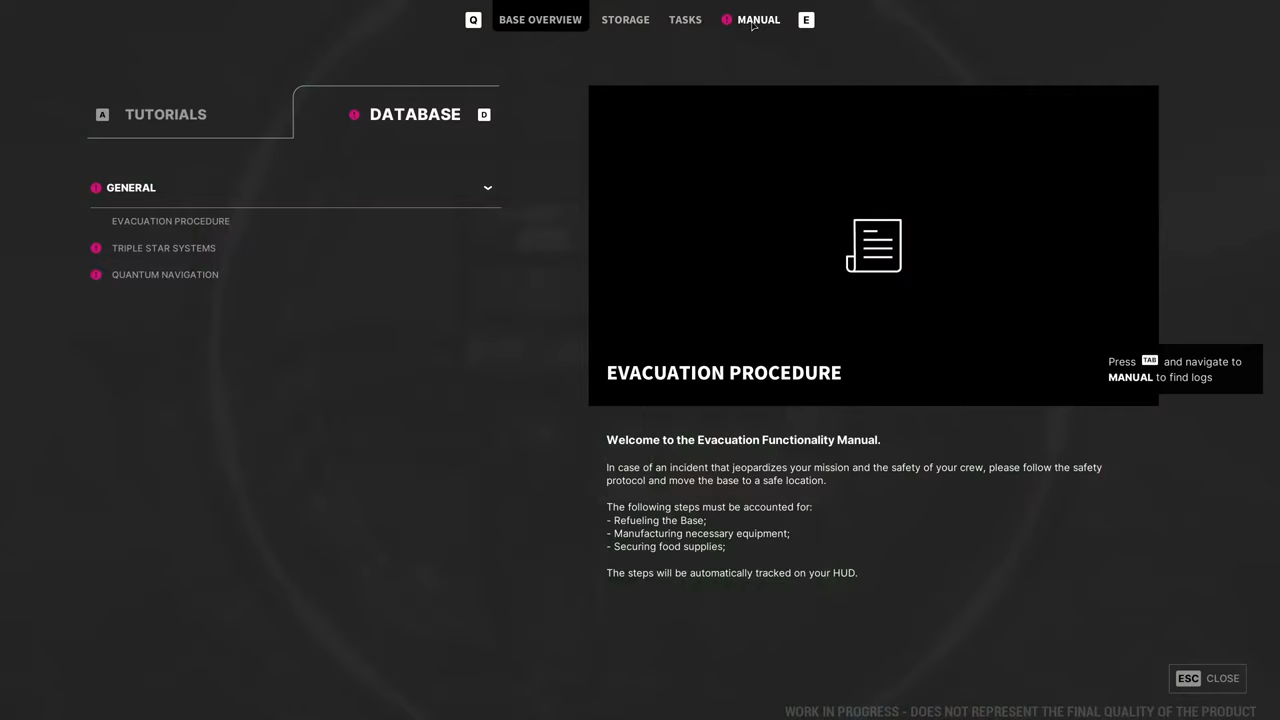 Q BASE OVERVIEW STORAGE TASKS MANUAL E
A TUTORIALS
DATABASE D
GENERAL
EVACUATION PROCEDURE
TRIPLE STAR SYSTEMS
QUANTUM NAVIGATION
EVACUATION PROCEDURE
Press TAB and navigate to
MANUAL to find logs
Welcome to the Evacuation Functionality Manual.
In case of an incident that jeopardizes your mission and the safety of your crew, please follow the safety
protocol and move the base to a safe location.
The following steps must be accounted for:
- Refueling the Base;
- Manufacturing necessary equipment;
- Securing food supplies;
The steps will be automatically tracked on your HUD.
ESC CLOSE
WORK IN PROGRESS - DOES NOT REPRESENT THE FINAL QUALITY OF THE PRODUCT